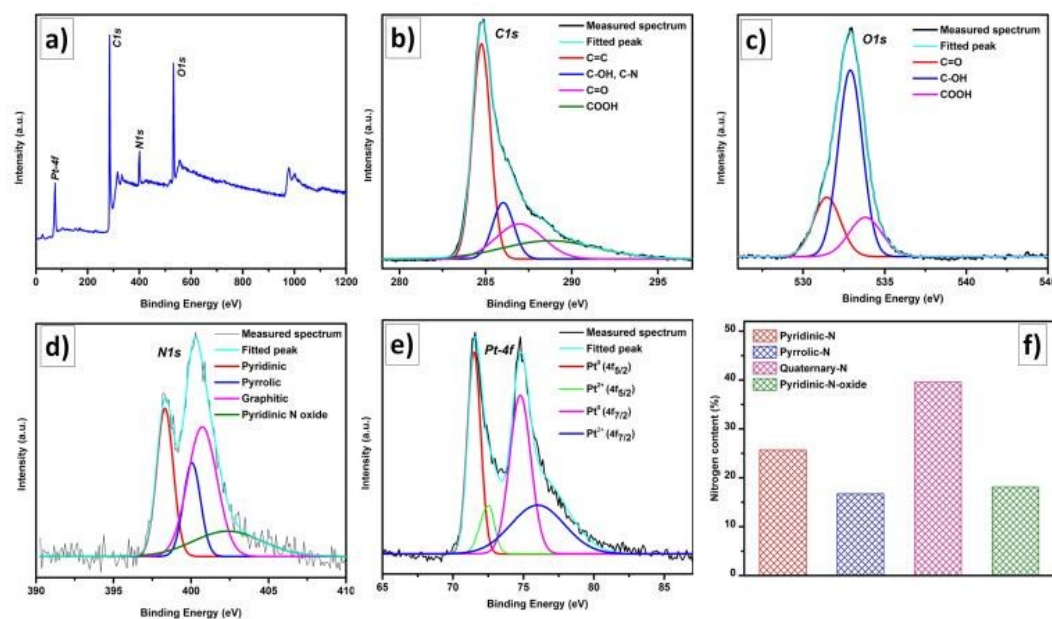 a)
Pt-4f
C1s
N1s
O1s
Intensity (a.u.)
0 200 400 600 800 1000 1200
Binding Energy (eV)
b)
C1s
Measured spectrum
Fitted peak
C=C
C-OH, C-N
C=O
COOH
Intensity (a.u.)
280 285 290 295
Binding Energy (eV)
c)
O1s
Measured spectrum
Fitted peak
C=O
C-OH
COOH
Intensity (a.u.)
530 535 540 545
Binding Energy (eV)
d)
N1s
Measured spectrum
Fitted peak
Pyridinic
Pyrrolic
Graphitic
Pyridinic N oxide
Intensity (a.u.)
390 395 400 405 410
Binding Energy (eV)
e)
Pt-4f
Measured spectrum
Fitted peak
Pt⁰ (4f₅/₂)
Pt²⁺ (4f₅/₂)
Pt⁰ (4f₇/₂)
Pt²⁺ (4f₇/₂)
Intensity (a.u.)
65 70 75 80 85
Binding Energy (eV)
f)
Pyridinic-N
Pyrrolic-N
Quaternary-N
Pyridinic-N-oxide
Nitrogen content (%)
50
40
30
20
10
0